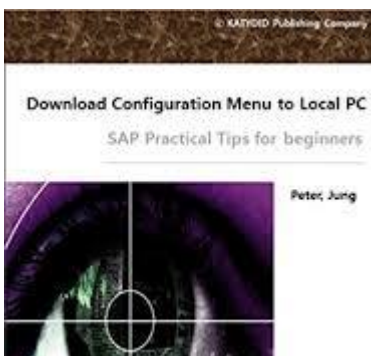 © KATYDID Publishing Company
Download Configuration Menu to Local PC
SAP Practical Tips for beginners
Peter, Jung